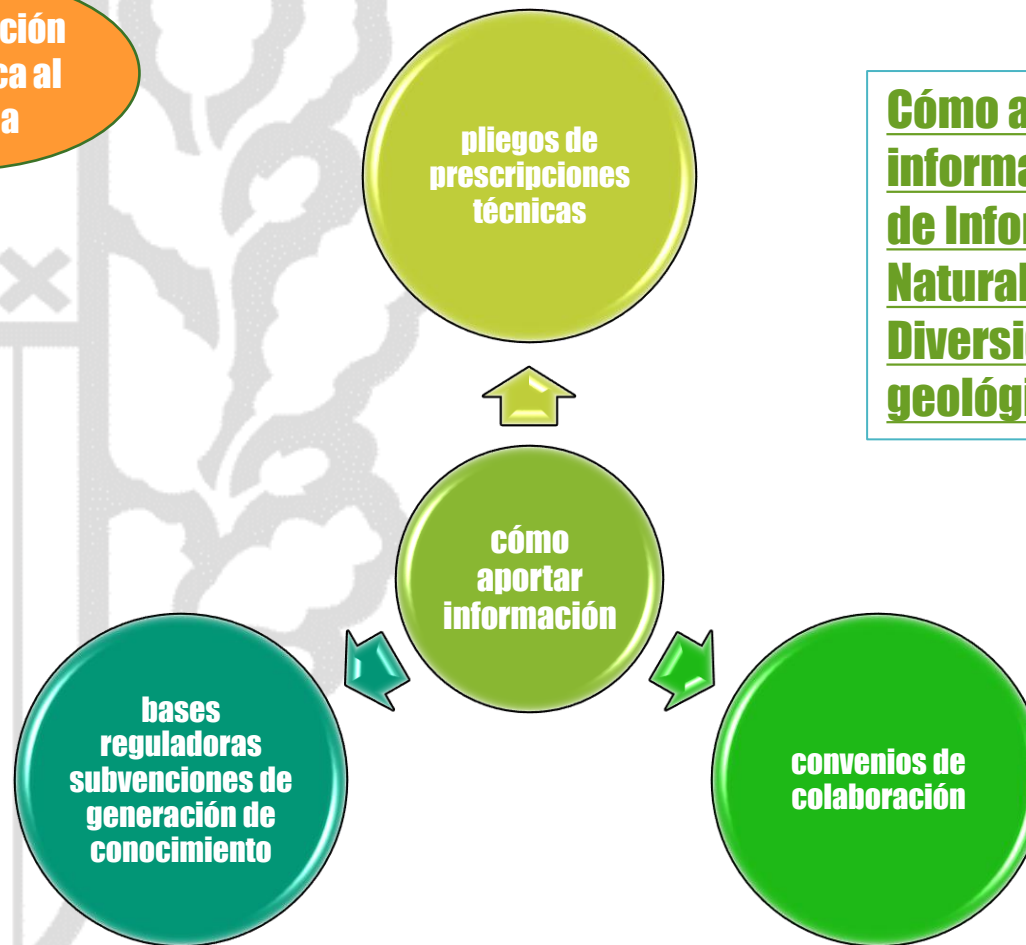 ción
ca al
a
pliegos de
prescripciones
técnicas
Cómo a
informa
de Infor
Natural
Diversi
geológi
cómo
aportar
información
bases
reguladoras
subvenciones de
generación de
conocimiento
convenios de
colaboración